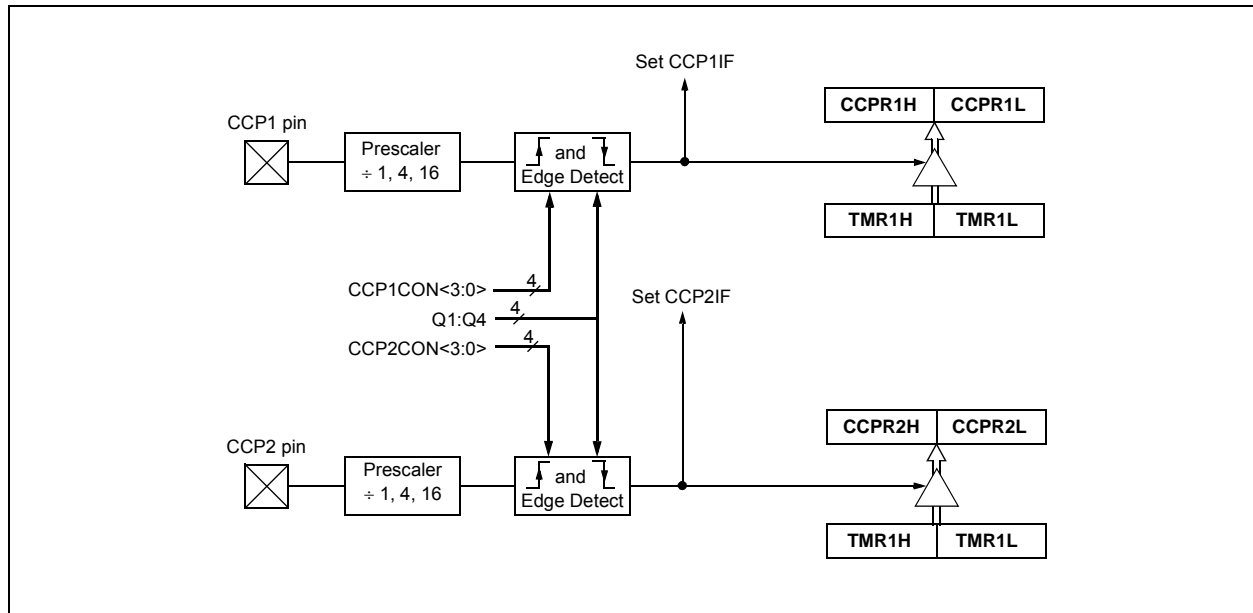 Set CCP1IF
CCPR1H CCPR1L
CCP1 pin
Prescaler
÷ 1, 4, 16
and
Edge Detect
TMR1H TMR1L
CCP1CON<3:0>
4
Q1:Q4
4
CCP2CON<3:0>
4
Set CCP2IF
CCPR2H CCPR2L
CCP2 pin
Prescaler
÷ 1, 4, 16
and
Edge Detect
TMR1H TMR1L